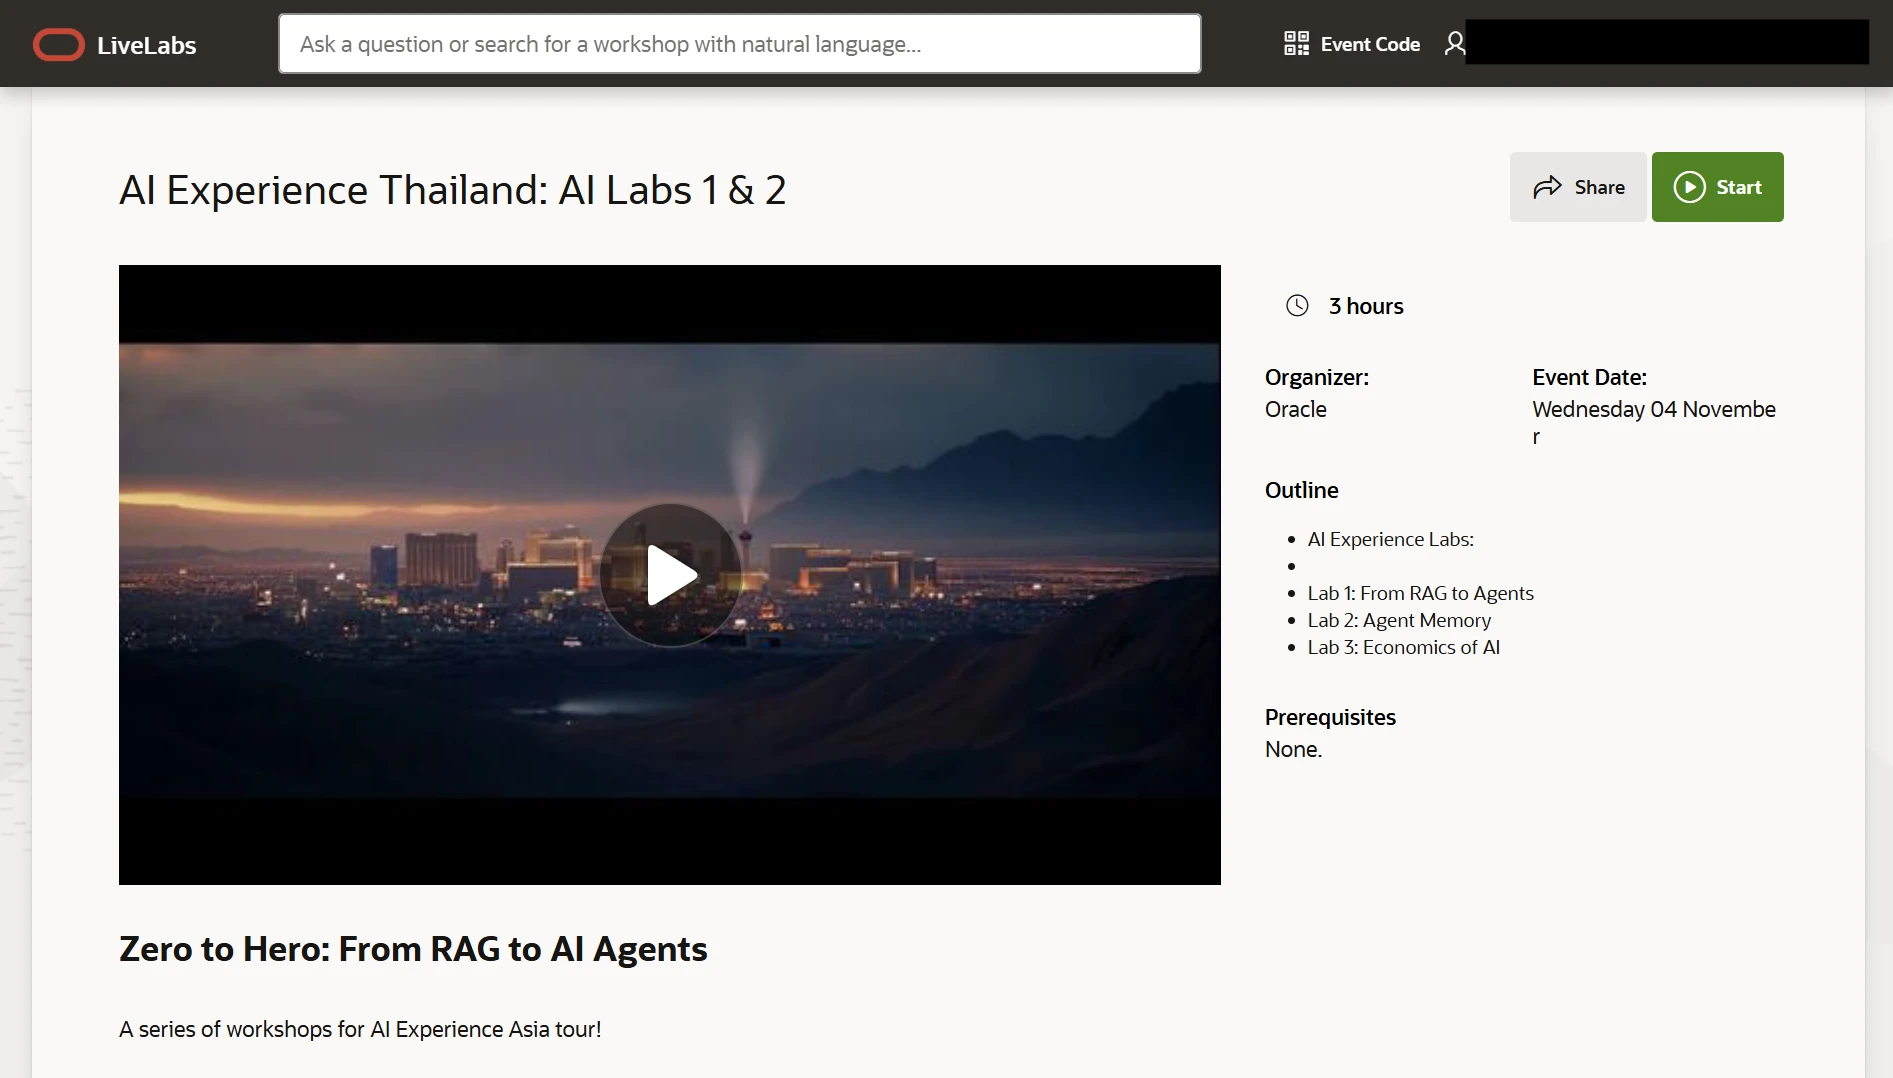 LiveLabs
Ask a question or search for a workshop with natural language...
Event Code
AI Experience Thailand: AI Labs 1 & 2
Share
Start
3 hours
Organizer:
Oracle
Event Date:
Wednesday 04 Novembe
r
Outline
AI Experience Labs:
Lab 1: From RAG to Agents
Lab 2: Agent Memory
Lab 3: Economics of AI
Prerequisites
None.
Zero to Hero: From RAG to AI Agents
A series of workshops for AI Experience Asia tour!